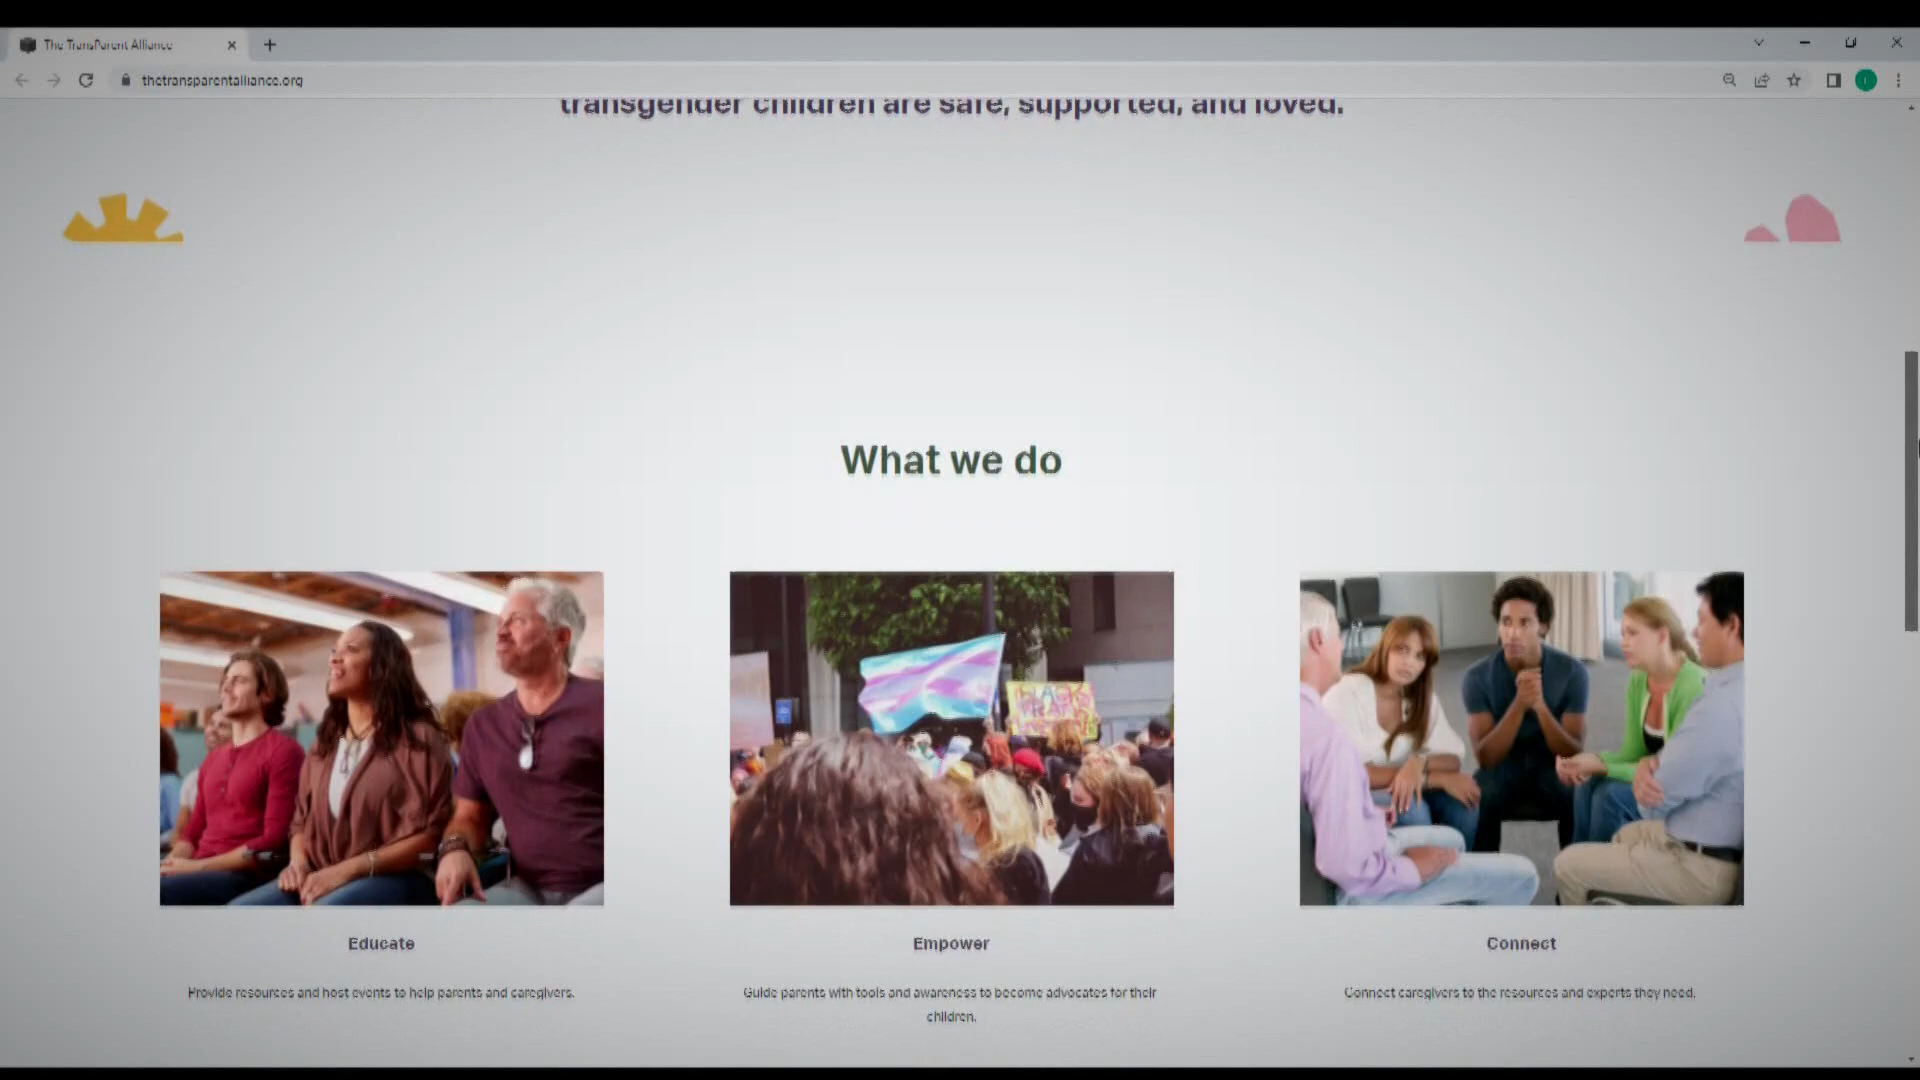 The TransParent Alliance
thetransparentalliance.org
transgender children are safe, supported, and loved.
What we do
BLACK
TRANS
Educate
Empower
Connect
Provide resources and host events to help parents and caregivers.
Guide parents with tools and awareness to become advocates for their
children.
Connect caregivers to the resources and experts they need.